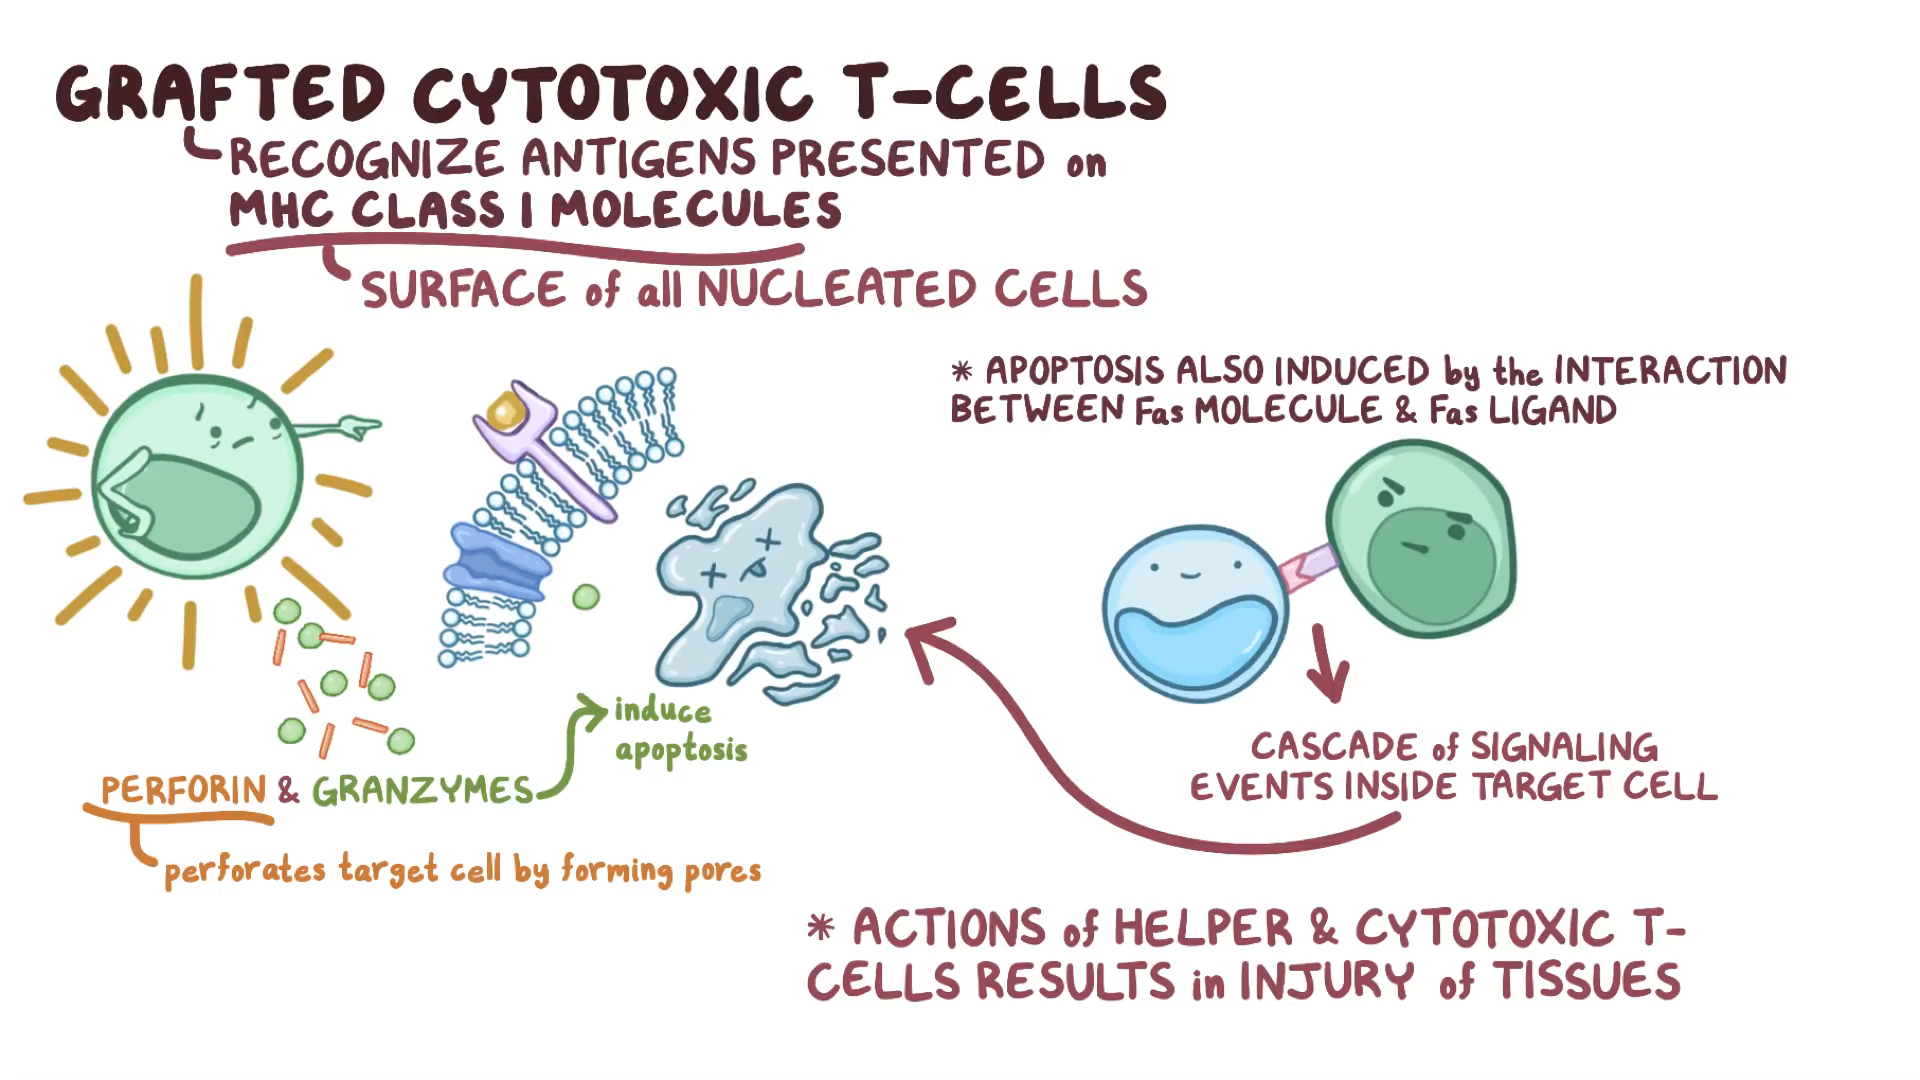 GRAFTED CYTOTOXIC T-CELLS
RECOGNIZE ANTIGENS PRESENTED on
MHC CLASS I MOLECULES
SURFACE of all NUCLEATED CELLS
* APOPTOSIS ALSO INDUCED by the INTERACTION
BETWEEN Fas MOLECULE & Fas LIGAND
induce
apoptosis
PERFORIN & GRANZYMES
perforates target cell by forming pores
CASCADE of SIGNALING
EVENTS INSIDE TARGET CELL
* ACTIONS of HELPER & CYTOTOXIC T-
CELLS RESULTS in INJURY of TISSUES